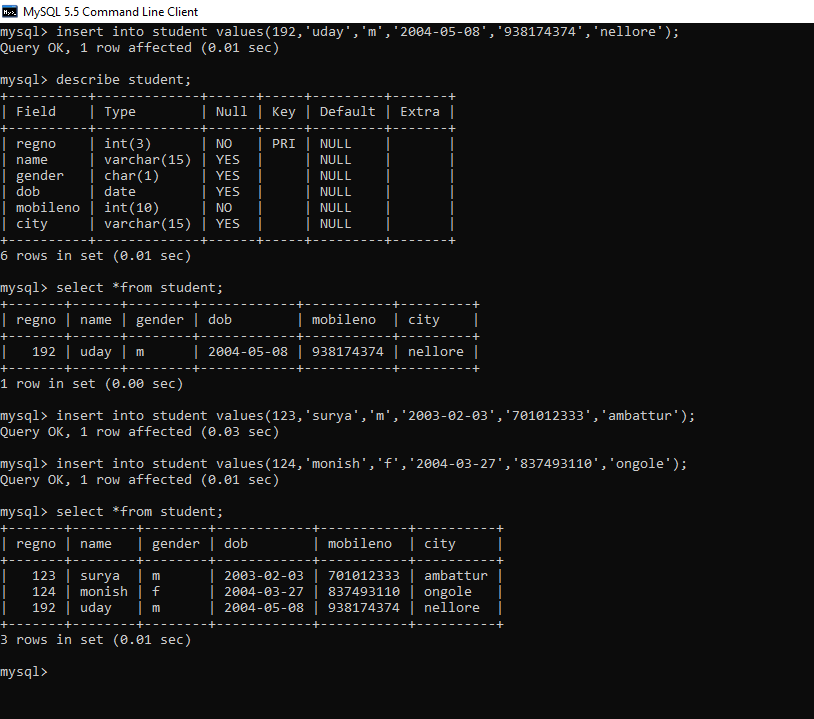 MySQL 5.5 Command Line Client
mysql> insert into student values(192,'uday','m','2004-05-08','938174374','nellore');
Query OK, 1 row affected (0.01 sec)
mysql> describe student;
+-----------+-------------+------+-----+---------+-------+
| Field     | Type        | Null | Key | Default | Extra |
+-----------+-------------+------+-----+---------+-------+
| regno    | int(3)      | NO   | PRI | NULL    |       |
| name     | varchar(15) | YES  |     | NULL    |       |
| gender   | char(1)     | YES  |     | NULL    |       |
| dob      | date        | YES  |     | NULL    |       |
| mobileno | int(10)     | NO   |     | NULL    |       |
| city     | varchar(15) | YES  |     | NULL    |       |
+----------+-------------+------+-----+---------+-------+
6 rows in set (0.01 sec)
mysql> select *from student;
+-------+------+--------+------------+-----------+---------+
| regno | name | gender | dob        | mobileno  | city    |
+-------+------+--------+------------+-----------+---------+
|   192 | uday | m      | 2004-05-08 | 938174374 | nellore |
+-------+------+--------+------------+-----------+---------+
1 row in set (0.00 sec)
mysql> insert into student values(123,'surya','m','2003-02-03','701012333','ambattur');
Query OK, 1 row affected (0.03 sec)
mysql> insert into student values(124,'monish','f','2004-03-27','837493110','ongole');
Query OK, 1 row affected (0.01 sec)
mysql> select *from student;
+-------+--------+--------+------------+-----------+----------+
| regno | name   | gender | dob        | mobileno  | city     |
+-------+--------+--------+------------+-----------+----------+
|   123 | surya  | m      | 2003-02-03 | 701012333 | ambattur |
|   124 | monish | f      | 2004-03-27 | 837493110 | ongole   |
|   192 | uday   | m      | 2004-05-08 | 938174374 | nellore  |
+-------+--------+--------+------------+-----------+----------+
3 rows in set (0.01 sec)
mysql>